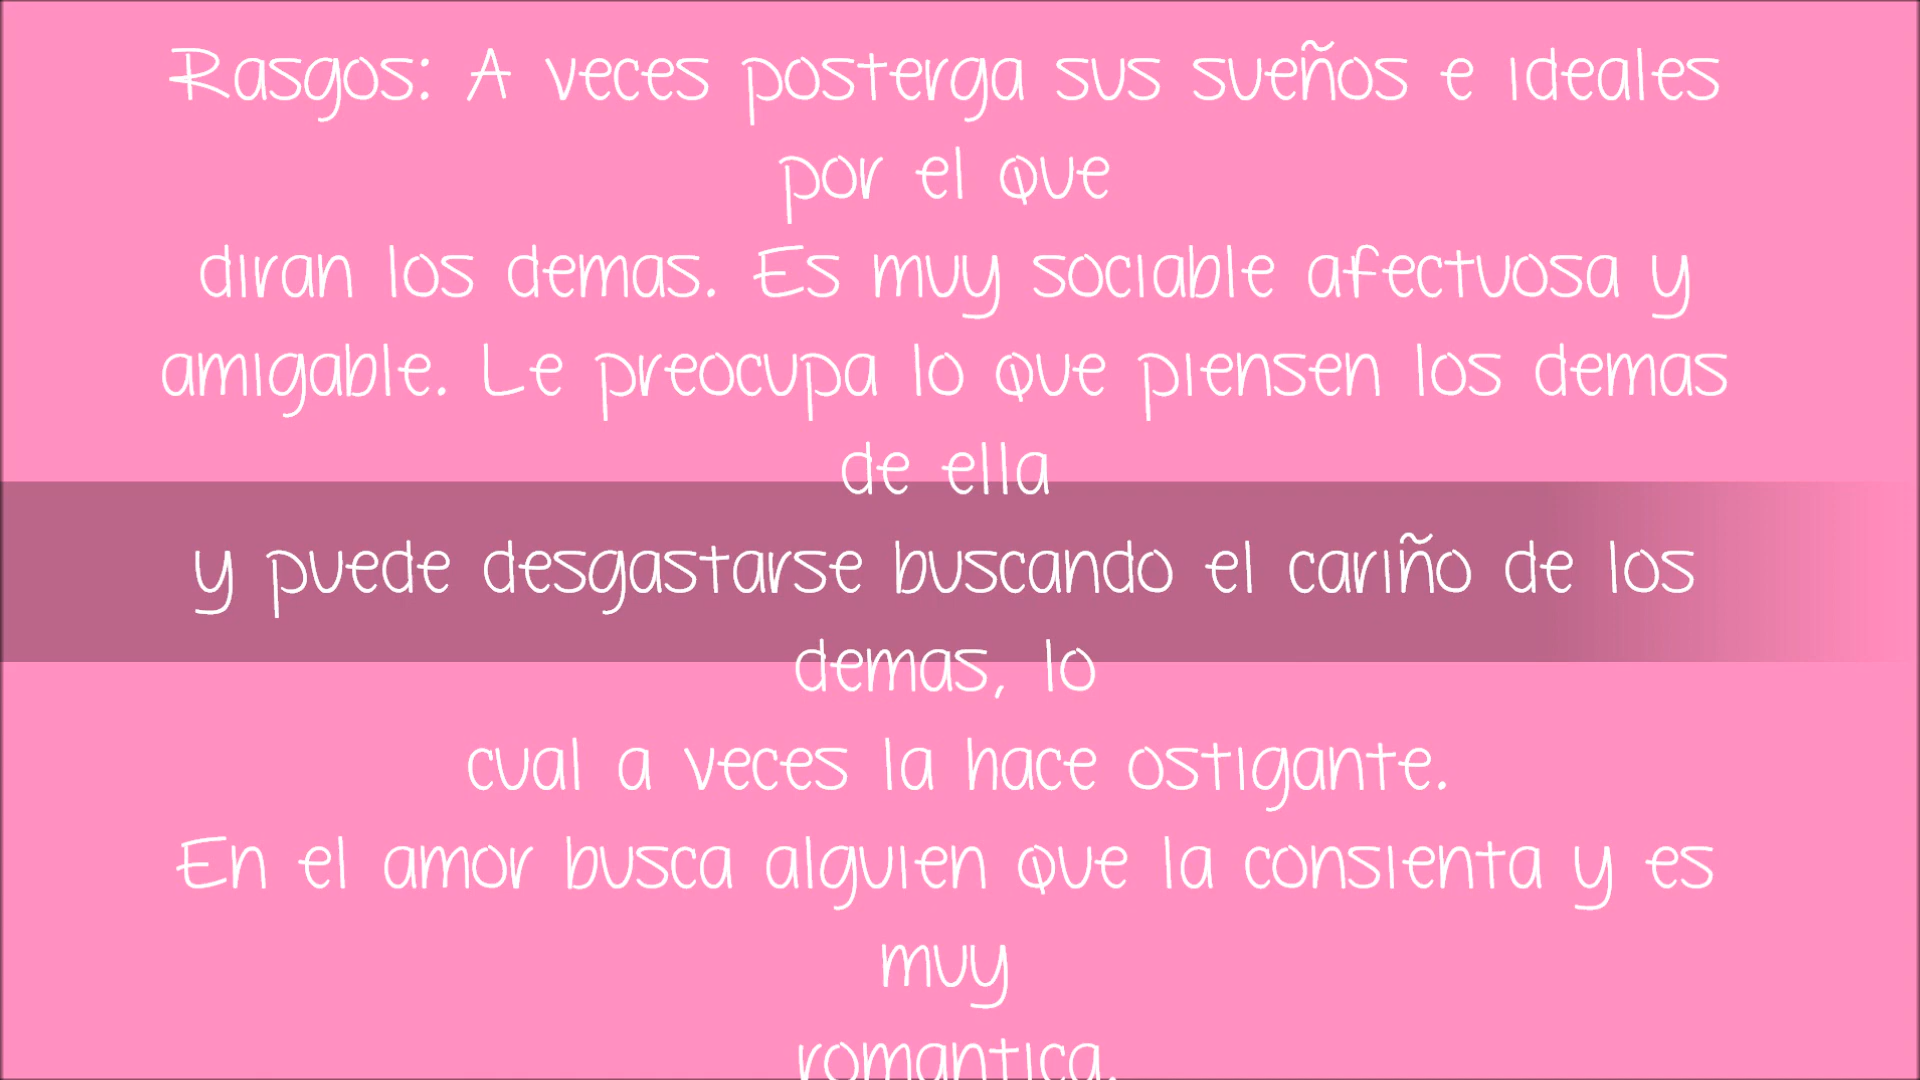 Rasgos: A veces posterga sus sueños e ideales
por el que
diran los demas. Es muy sociable afectuosa y
amigable. Le preocupa lo que piensen los demas
de ella
y puede desgastarse buscando el cariño de los
demas, lo
cual a veces la hace ostigante.
En el amor busca alguien que la consienta y es
muy
romantica.